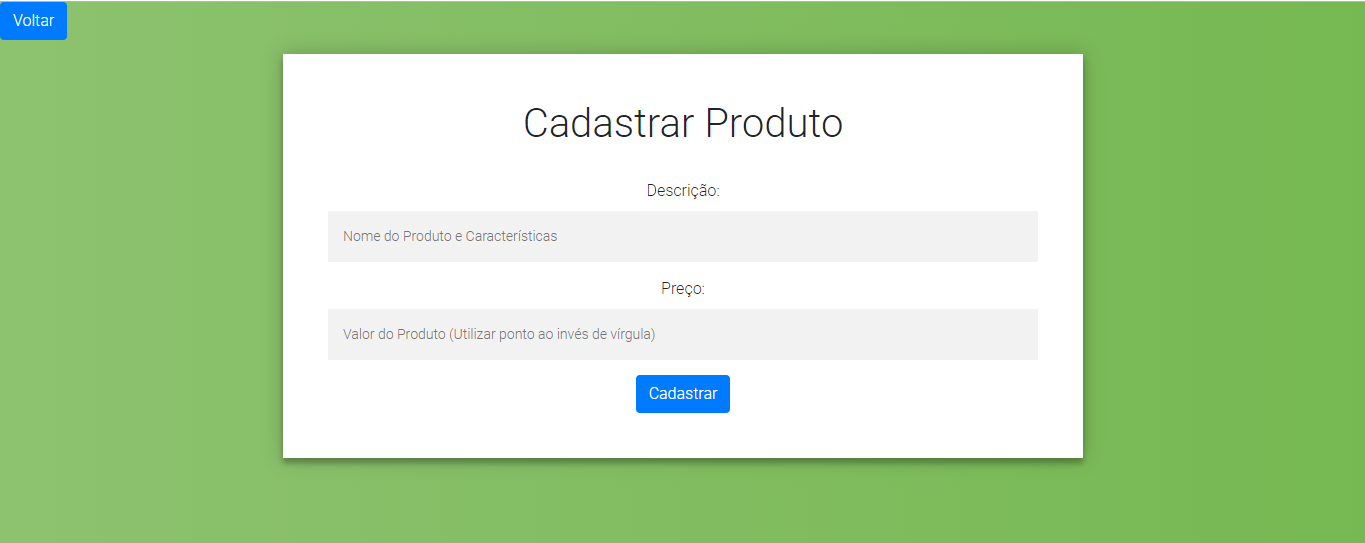 Voltar
Cadastrar Produto
Descrição:
Nome do Produto e Características
Preço:
Valor do Produto (Utilizar ponto ao invés de vírgula)
Cadastrar